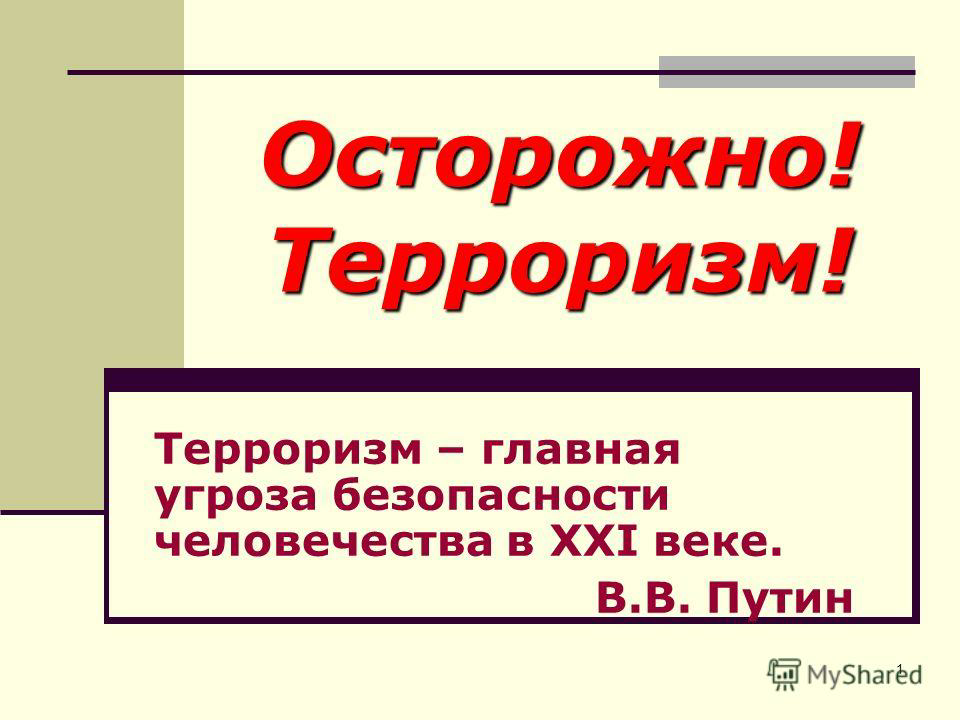 Осторожно!
Терроризм!
Терроризм – главная
угроза безопасности
человечества в XXI веке.
В.В. Путин
1
MyShared